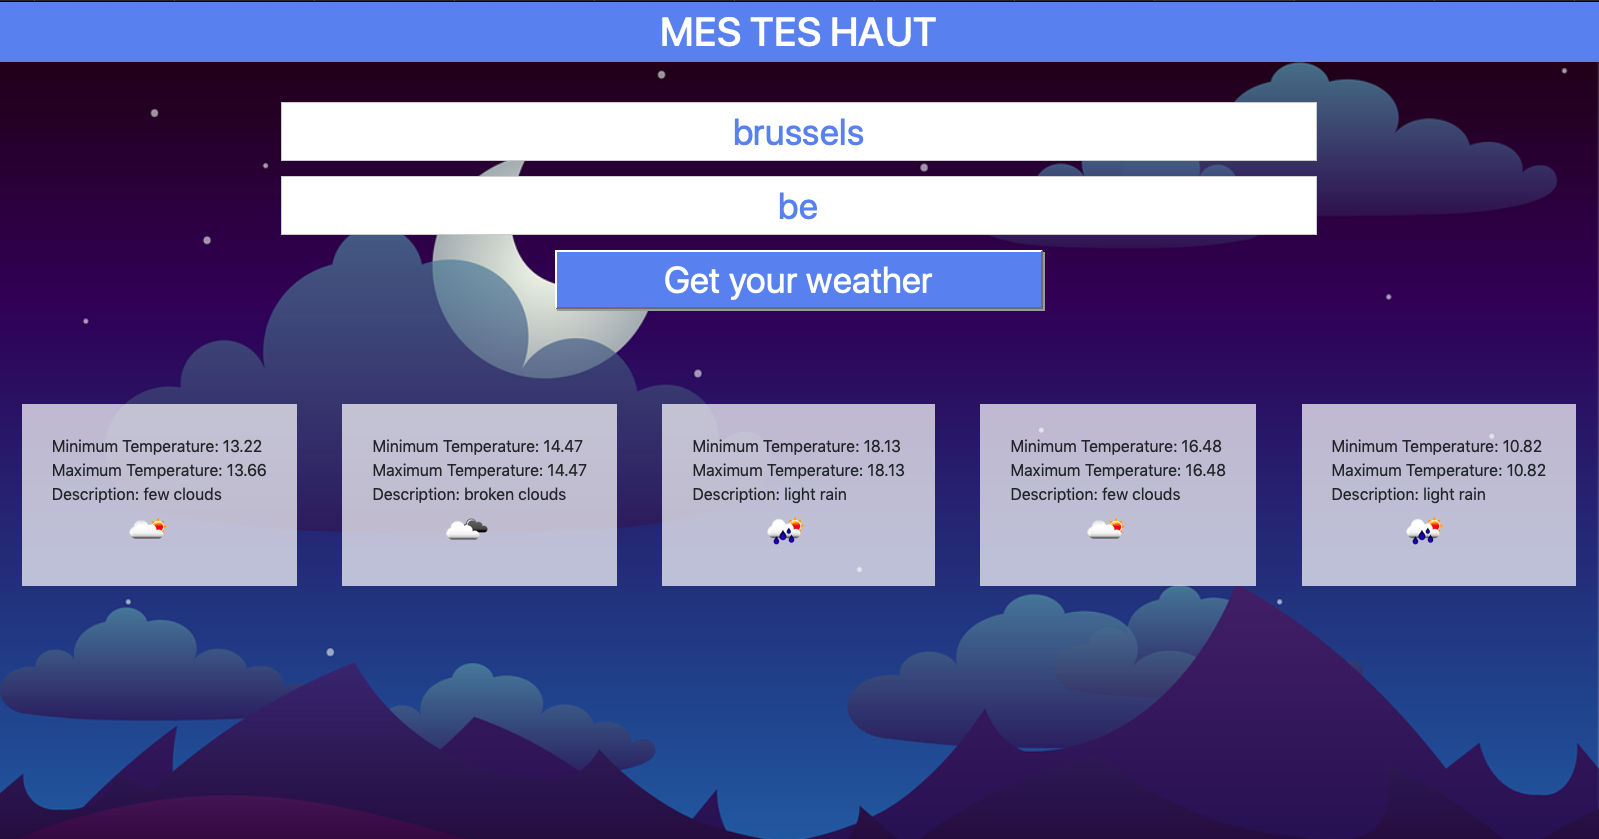 MES TES HAUT
brussels
be
Get your weather
Minimum Temperature: 13.22
Maximum Temperature: 13.66
Description: few clouds
Minimum Temperature: 14.47
Maximum Temperature: 14.47
Description: broken clouds
Minimum Temperature: 18.13
Maximum Temperature: 18.13
Description: light rain
Minimum Temperature: 16.48
Maximum Temperature: 16.48
Description: few clouds
Minimum Temperature: 10.82
Maximum Temperature: 10.82
Description: light rain